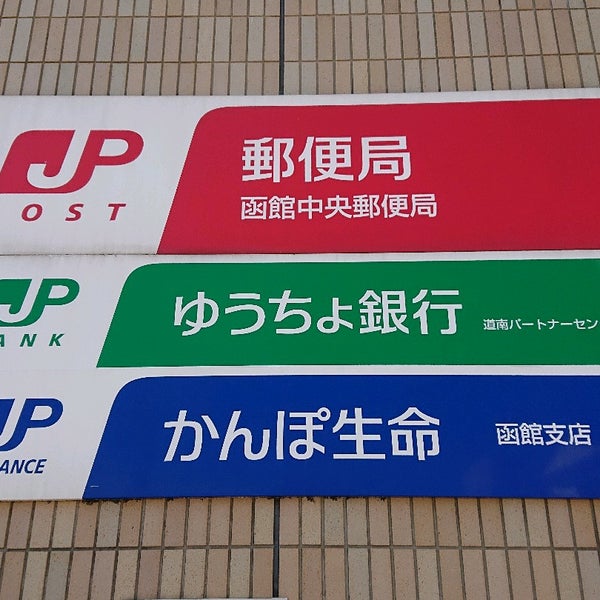 JP
OST
郵便局
函館中央郵便局
JP
ANK
ゆうちょ銀行
道南パートナーセン
JP
ANCE
かんぽ生命
函館支店